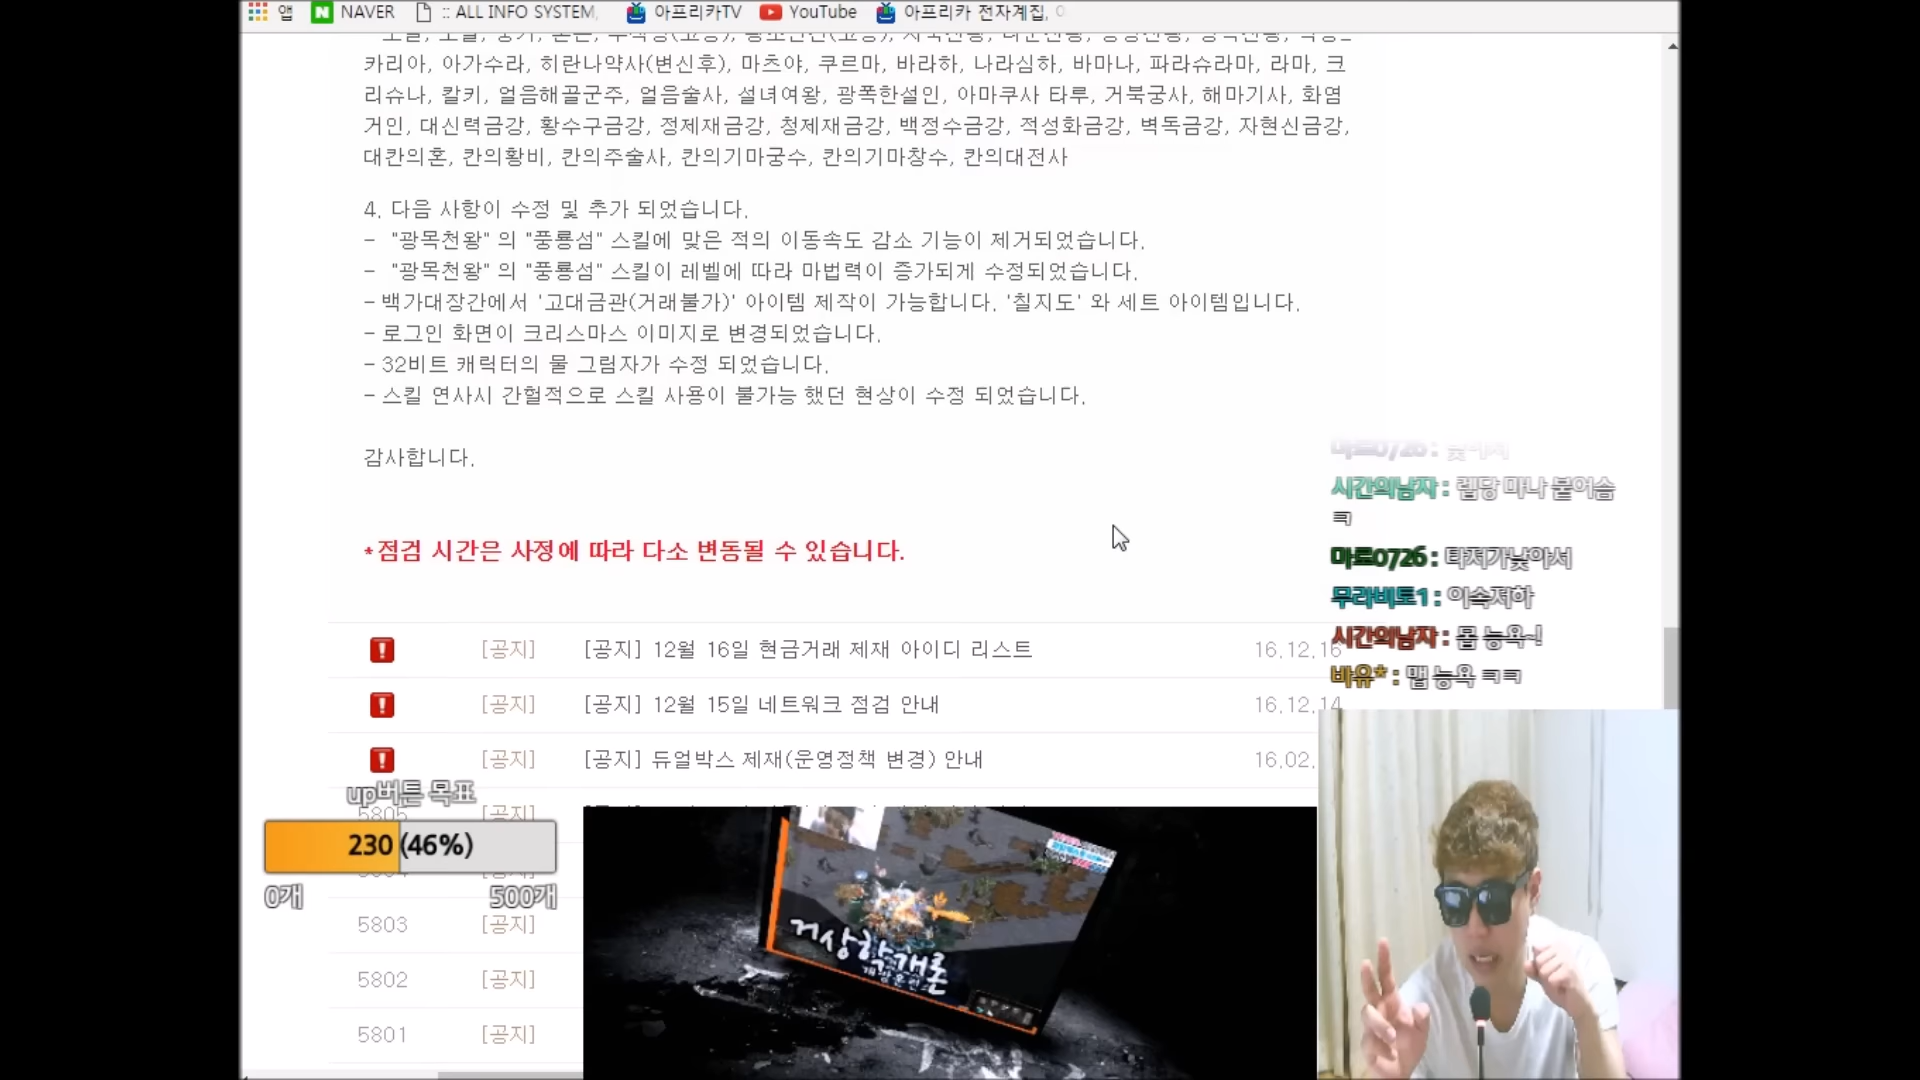 앱 NAVER :: ALL INFO SYSTEM, 아프리카TV YouTube 아프리카 전자계집,
카리아, 아가수라, 히란나약사(변신후), 마츠야, 쿠르마, 바라하, 나라심하, 바마나, 파라슈라마, 라마, 크
리슈나, 칼키, 얼음해골군주, 얼음술사, 설녀여왕, 광폭한설인, 아마쿠사 타루, 거북궁사, 해마기사, 화염
거인, 대신력금강, 황수구금강, 정제재금강, 청제재금강, 백정수금강, 적성화금강, 벽독금강, 자현신금강,
대칸의혼, 칸의황비, 칸의주술사, 칸의기마궁수, 칸의기마창수, 칸의대전사
4. 다음 사항이 수정 및 추가 되었습니다.
- "광목천왕" 의 "풍룡섬" 스킬에 맞은 적의 이동속도 감소 기능이 제거되었습니다.
- "광목천왕" 의 "풍룡섬" 스킬이 레벨에 따라 마법력이 증가되게 수정되었습니다.
- 백가대장간에서 '고대금관(거래불가)' 아이템 제작이 가능합니다. '칠지도' 와 세트 아이템입니다.
- 로그인 화면이 크리스마스 이미지로 변경되었습니다.
- 32비트 캐릭터의 물 그림자가 수정 되었습니다.
- 스킬 연사시 간헐적으로 스킬 사용이 불가능 했던 현상이 수정 되었습니다.
감사합니다.
*점검 시간은 사정에 따라 다소 변동될 수 있습니다.
마르0726 : 낮아서
시간의남자 : 렙당 마나 붙어슴
ㅋ
마르0726 : 타저가낮아서
무라비토1 : 이속저하
시간의남자 : 몹 능욕~!
바유* : 맵 능욕 ㅋㅋ
[공지] [공지] 12월 16일 현금거래 제재 아이디 리스트 16.12.16
[공지] [공지] 12월 15일 네트워크 점검 안내 16.12.14
[공지] [공지] 듀얼박스 제재(운영정책 변경) 안내 16.02.
up버튼 목표
5805 [공지]
230 (46%)
0개 500개
5803 [공지]
5802 [공지]
5801 [공지]
거상학개론